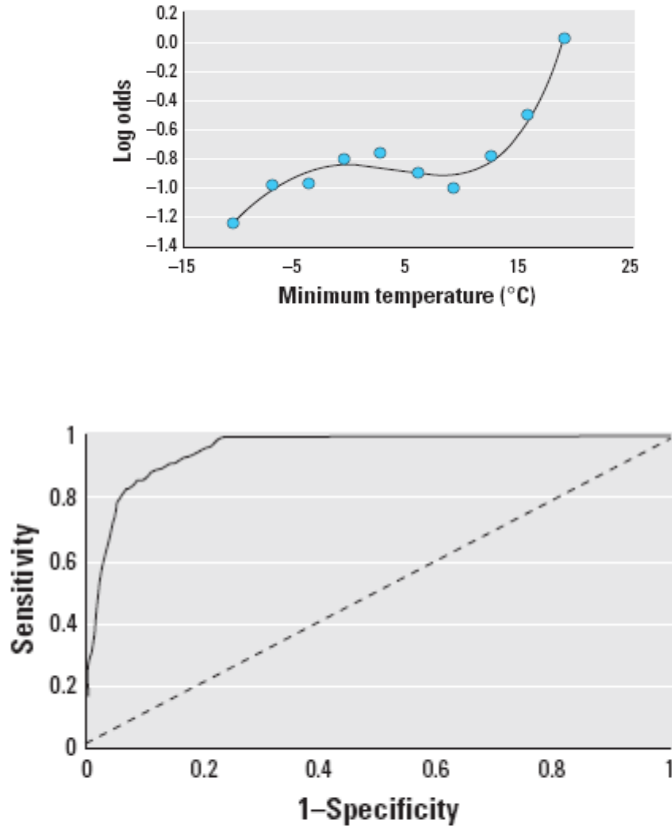 0.2
0.0
–0.2
–0.4
–0.6
–0.8
–1.0
–1.2
–1.4
Log odds
–15 –5 5 15 25
Minimum temperature (°C)
1
0.8
0.6
0.4
0.2
0
Sensitivity
0 0.2 0.4 0.6 0.8 1
1–Specificity